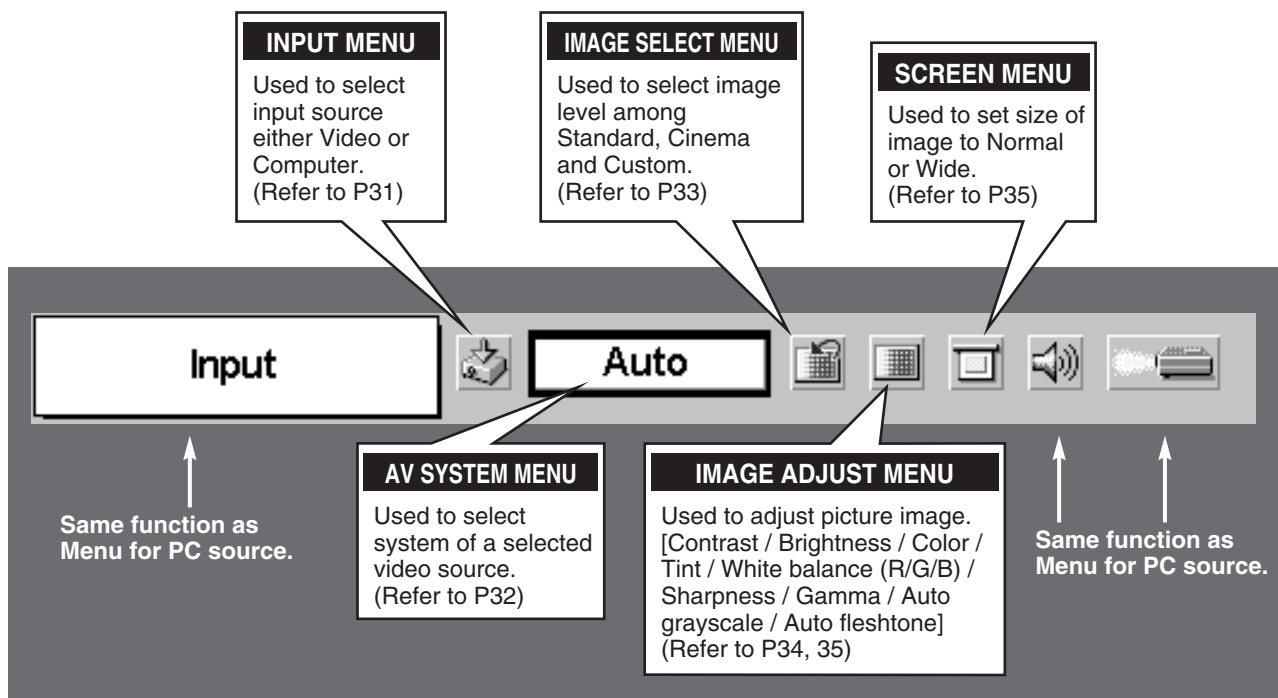 INPUT MENU
Used to select
input source
either Video or
Computer.
(Refer to P31)
IMAGE SELECT MENU
Used to select image
level among
Standard, Cinema
and Custom.
(Refer to P33)
SCREEN MENU
Used to set size of
image to Normal
or Wide.
(Refer to P35)
Input
Auto
Same function as
Menu for PC source.
AV SYSTEM MENU
Used to select
system of a selected
video source.
(Refer to P32)
IMAGE ADJUST MENU
Used to adjust picture image.
[Contrast / Brightness / Color /
Tint / White balance (R/G/B) /
Sharpness / Gamma / Auto
grayscale / Auto fleshtone]
(Refer to P34, 35)
Same function as
Menu for PC source.